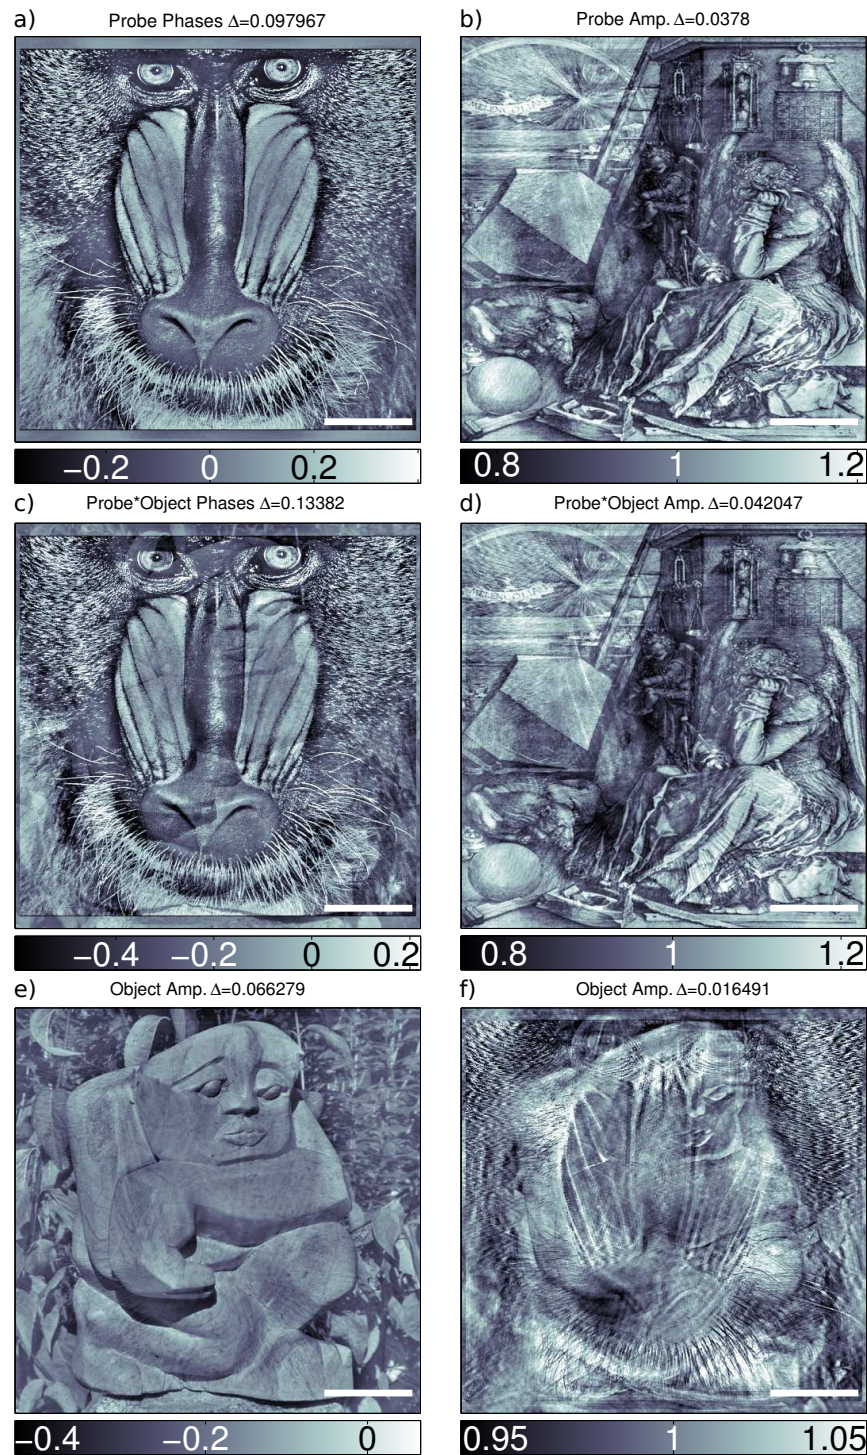 a) Probe Phases Δ=0.097967
b) Probe Amp. Δ=0.0378
MELENCOLIA
−0.2 0 0.2
0.8 1 1.2
c) Probe*Object Phases Δ=0.13382
d) Probe*Object Amp. Δ=0.042047
MELENCOLIA
−0.4 −0.2 0 0.2
0.8 1 1.2
e) Object Amp. Δ=0.066279
f) Object Amp. Δ=0.016491
−0.4 −0.2 0
0.95 1 1.05